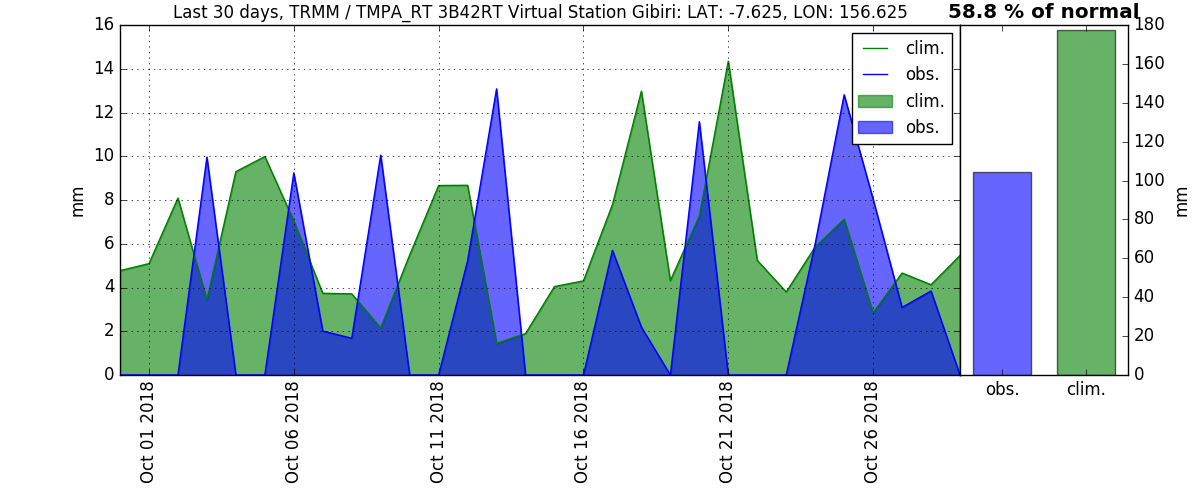 Last 30 days, TRMM / TMPA_RT 3B42RT Virtual Station Gibiri: LAT: -7.625, LON: 156.625
58.8 % of normal
16
14
12
10
8
6
4
2
0
mm
clim.
obs.
clim.
obs.
Oct 01 2018
Oct 06 2018
Oct 11 2018
Oct 16 2018
Oct 21 2018
Oct 26 2018
180
160
140
120
100
80
60
40
20
0
mm
obs.
clim.